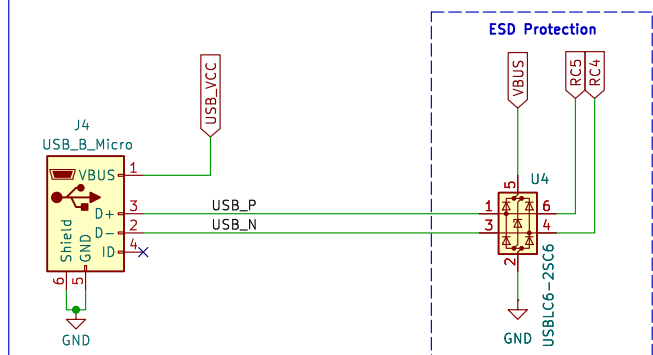 ESD Protection
USB_VCC
VBUS
RC5
RC4
J4
USB_B_Micro
VBUS
1
D+
3
USB_P
D-
2
USB_N
ID
4
Shield
GND
6
5
GND
U4
5
1
6
3
4
2
USBLC6-2SC6
GND